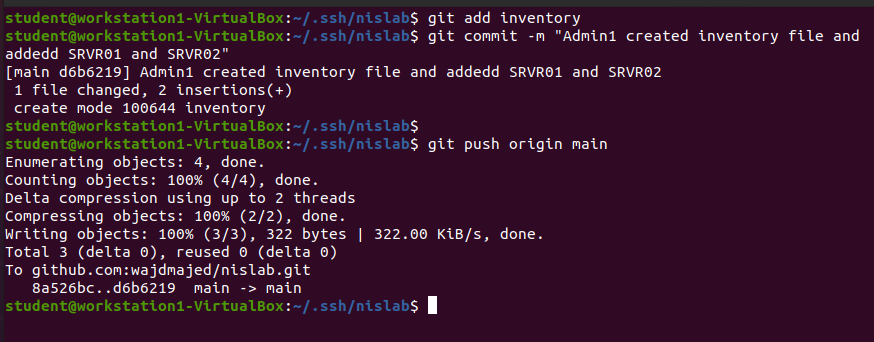 student@workstation1-VirtualBox:~/.ssh/nislab$ git add inventory
student@workstation1-VirtualBox:~/.ssh/nislab$ git commit -m "Admin1 created inventory file and
addedd SRVR01 and SRVR02"
[main d6b6219] Admin1 created inventory file and addedd SRVR01 and SRVR02
 1 file changed, 2 insertions(+)
 create mode 100644 inventory
student@workstation1-VirtualBox:~/.ssh/nislab$
student@workstation1-VirtualBox:~/.ssh/nislab$ git push origin main
Enumerating objects: 4, done.
Counting objects: 100% (4/4), done.
Delta compression using up to 2 threads
Compressing objects: 100% (2/2), done.
Writing objects: 100% (3/3), 322 bytes | 322.00 KiB/s, done.
Total 3 (delta 0), reused 0 (delta 0)
To github.com:wajdmajed/nislab.git
   8a526bc..d6b6219  main -> main
student@workstation1-VirtualBox:~/.ssh/nislab$